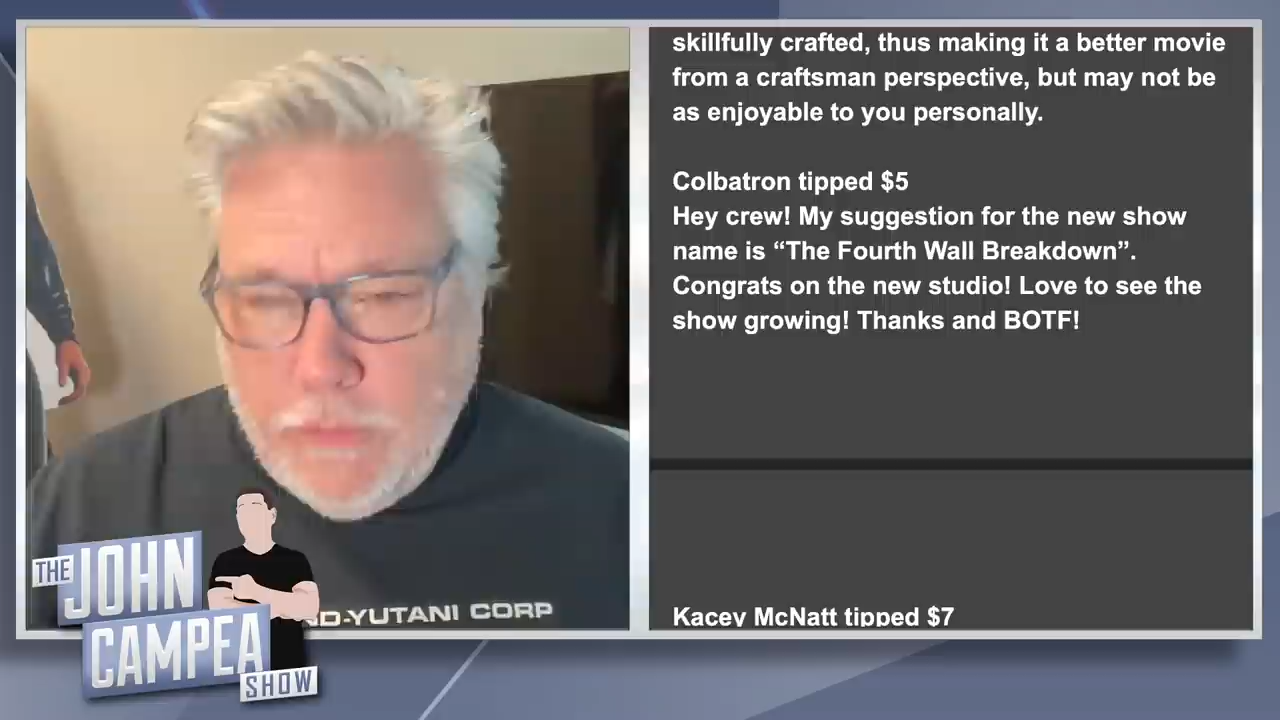 skillfully crafted, thus making it a better movie
from a craftsman perspective, but may not be
as enjoyable to you personally.
Colbatron tipped $5
Hey crew! My suggestion for the new show
name is “The Fourth Wall Breakdown”.
Congrats on the new studio! Love to see the
show growing! Thanks and BOTF!
Kacey McNatt tipped $7
THE
JOHN
CAMPEA
SHOW
D-YUTANI CORP